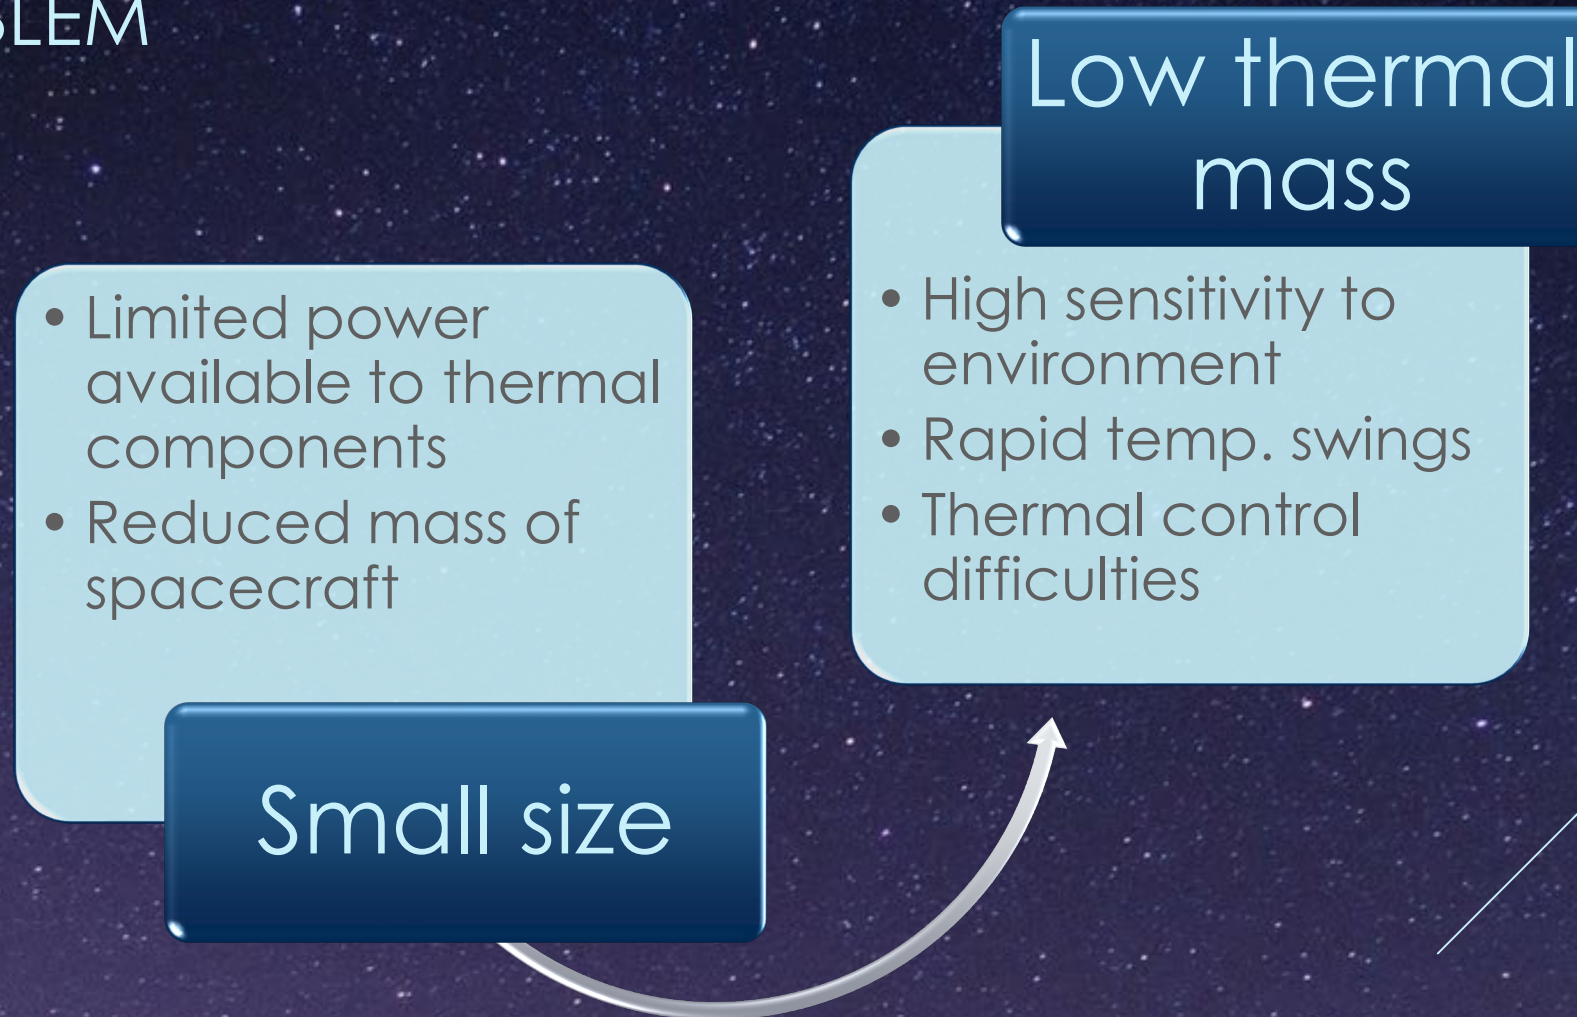 • Limited power
available to thermal
components
• Reduced mass of
spacecraft
Small size
Low thermal
mass
• High sensitivity to
environment
• Rapid temp. swings
• Thermal control
difficulties